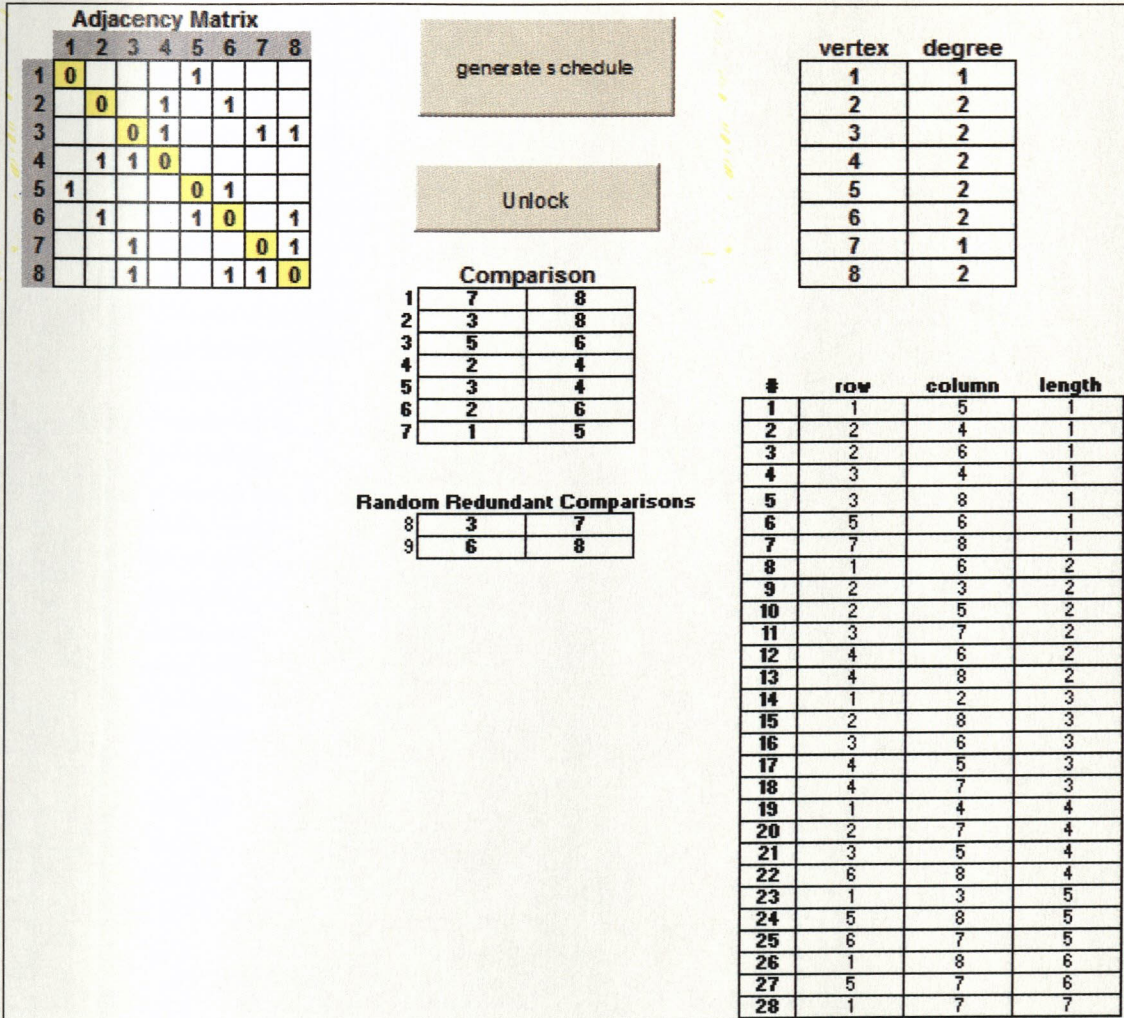 Adjacency Matrix
1 2 3 4 5 6 7 8
1 0 1
2 0 1 1
3 0 1 1 1
4 1 1 0
5 1 0 1
6 1 1 0 1
7 1 0 1
8 1 1 1 0
generate schedule
Unlock
Comparison
1 7 8
2 3 8
3 5 6
4 2 4
5 3 4
6 2 6
7 1 5
Random Redundant Comparisons
8 3 7
9 6 8
vertex degree
1 1
2 2
3 2
4 2
5 2
6 2
7 1
8 2
# row column length
1 1 5 1
2 2 4 1
3 2 6 1
4 3 4 1
5 3 8 1
6 5 6 1
7 7 8 1
8 1 6 2
9 2 3 2
10 2 5 2
11 3 7 2
12 4 6 2
13 4 8 2
14 1 2 3
15 2 8 3
16 3 6 3
17 4 5 3
18 4 7 3
19 1 4 4
20 2 7 4
21 3 5 4
22 6 8 4
23 1 3 5
24 5 8 5
25 6 7 5
26 1 8 6
27 5 7 6
28 1 7 7